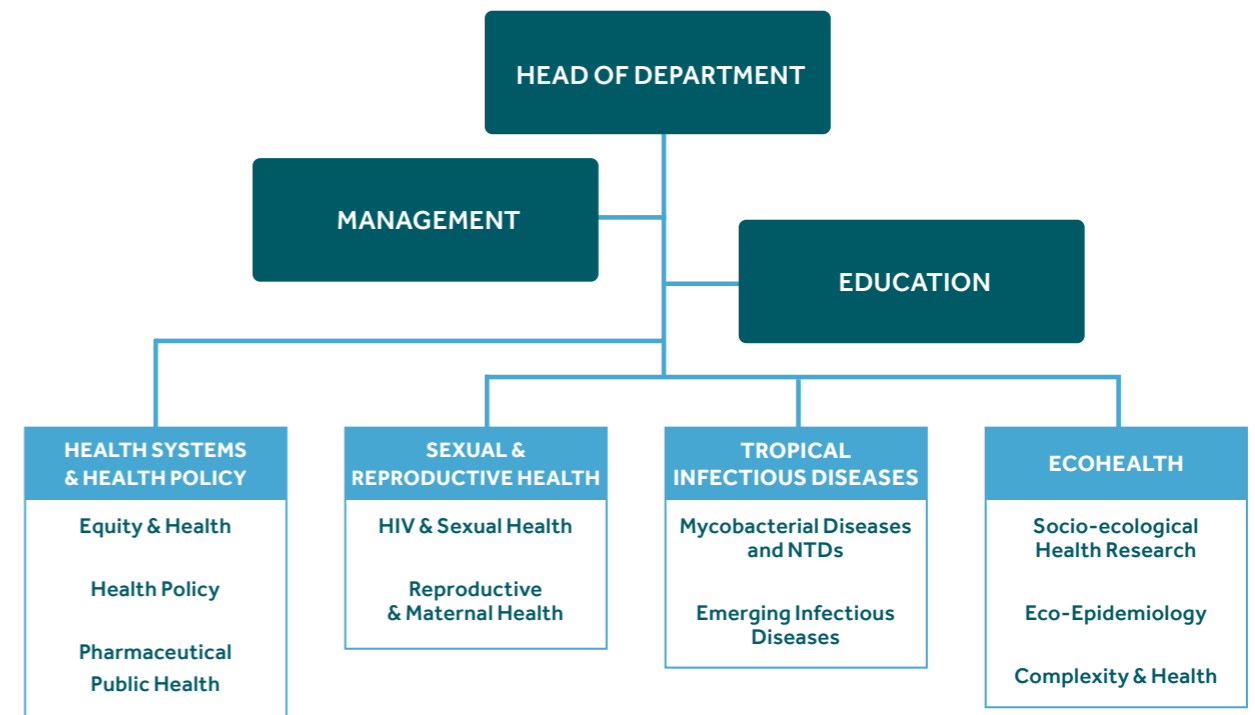 HEAD OF DEPARTMENT
MANAGEMENT
EDUCATION
HEALTH SYSTEMS
& HEALTH POLICY
Equity & Health
Health Policy
Pharmaceutical
Public Health
SEXUAL &
REPRODUCTIVE HEALTH
HIV & Sexual Health
Reproductive
& Maternal Health
TROPICAL
INFECTIOUS DISEASES
Mycobacterial Diseases
and NTDs
Emerging Infectious
Diseases
ECOHEALTH
Socio-ecological
Health Research
Eco-Epidemiology
Complexity & Health